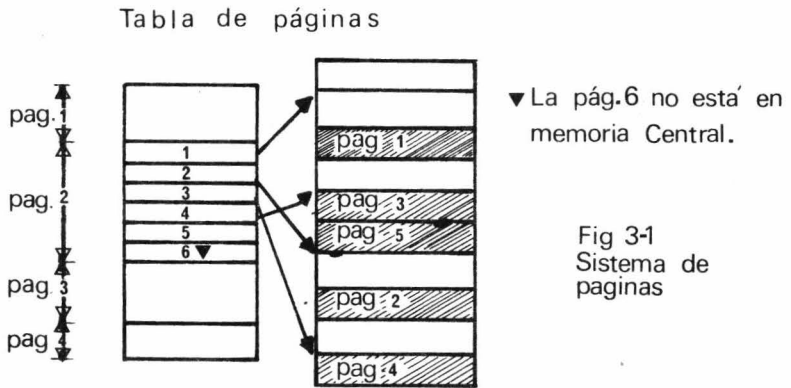 Tabla de páginas
pag. 1
pag. 2
pag. 3
pag 4
1
2
3
4
5
6 ▼
pag 1
pag 3
pag 5
pag 2
pag 4
▼ La pág. 6 no está en
memoria Central.
Fig 3-1
Sistema de
paginas